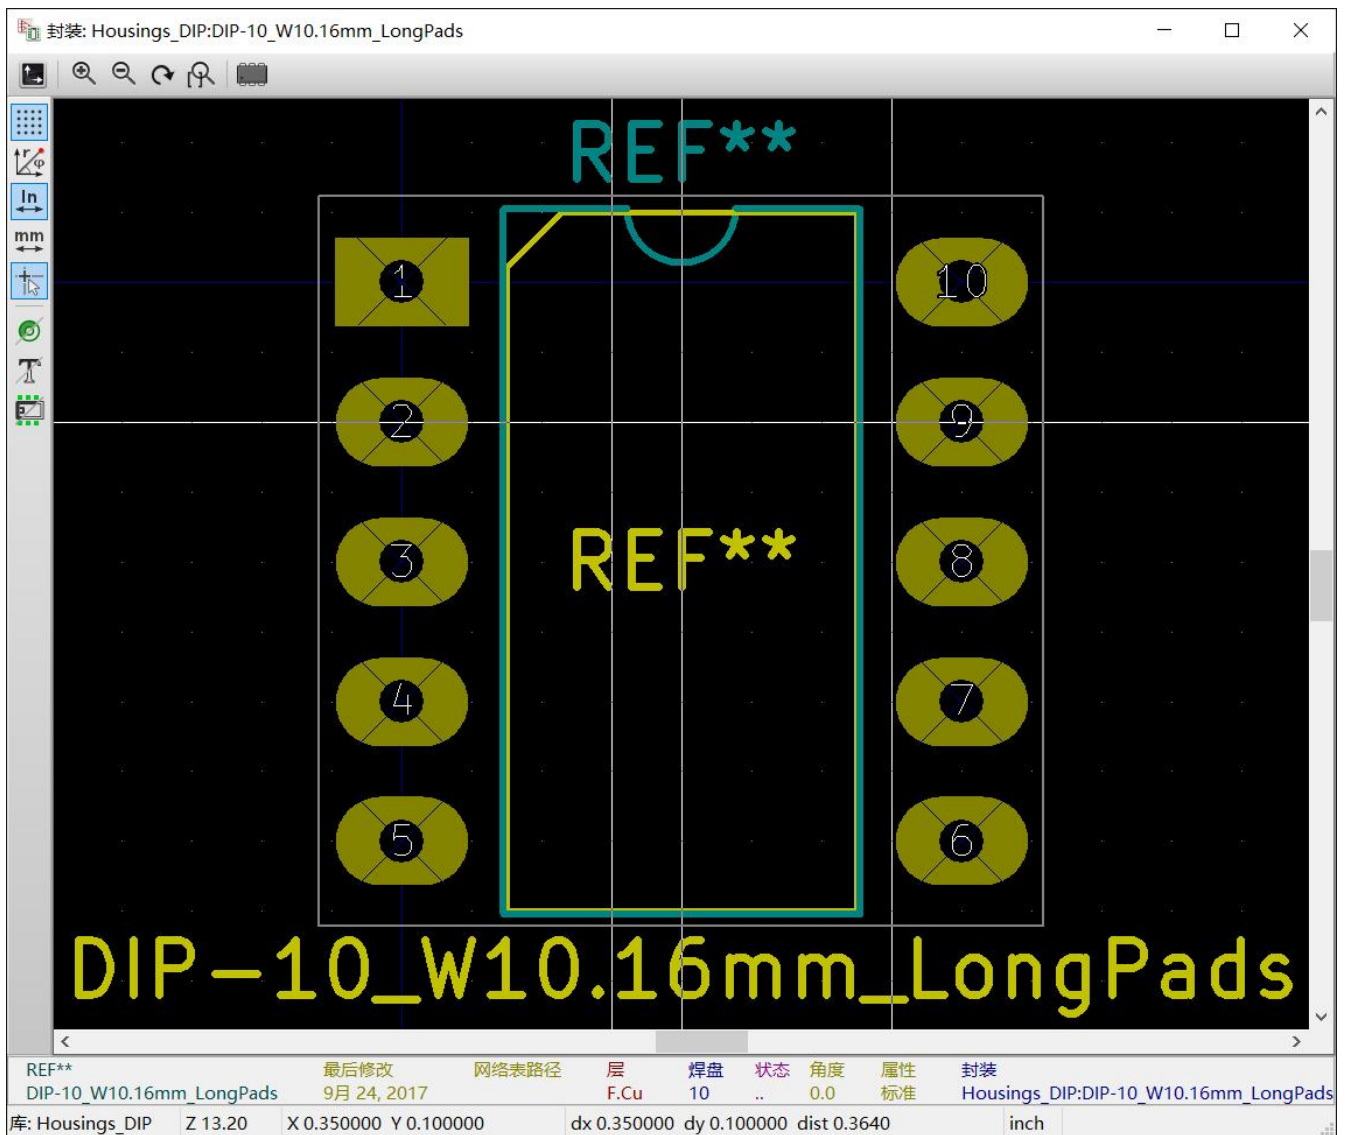 封装: Housings_DIP:DIP-10_W10.16mm_LongPads
In
mm
REF**
1 10
2 9
3 8
REF**
4 7
5 6
DIP-10_W10.16mm_LongPads
REF** 最后修改 网络表路径 层 焊盘 状态 角度 属性 封装
DIP-10_W10.16mm_LongPads 9月 24, 2017 F.Cu 10 .. 0.0 标准 Housings_DIP:DIP-10_W10.16mm_LongPads
库: Housings_DIP Z 13.20 X 0.350000 Y 0.100000 dx 0.350000 dy 0.100000 dist 0.3640 inch